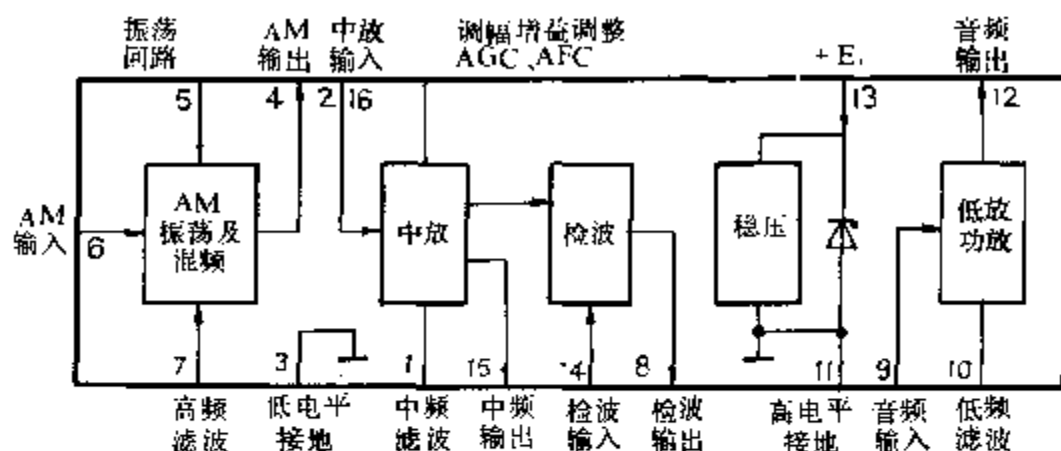 振荡
回路
AM
输出
中放
输入
调幅增益调整
AGC、AFC
+E
音频
输出
5
4
2
16
13
12
AM
输入
6
AM
振荡及
混频
中放
检波
稳压
低放
功放
7
3
1
15
14
8
11
9
10
高频
滤波
低电平
接地
中频
滤波
中频
输出
检波
输入
检波
输出
高电平
接地
音频
输入
低频
滤波